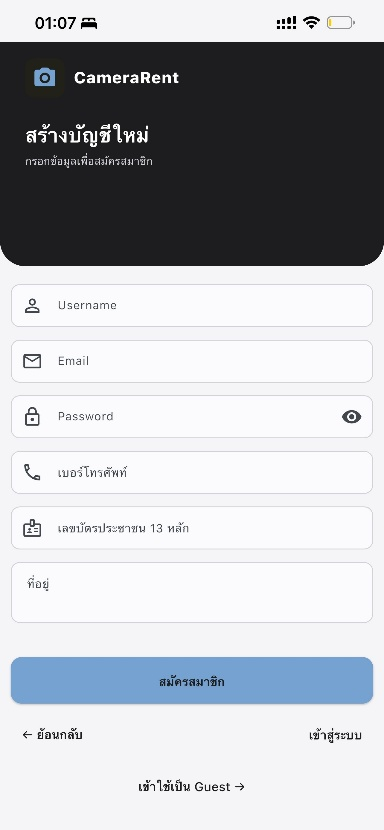 01:07
CameraRent
สร้างบัญชีใหม่
กรอกข้อมูลเพื่อสมัครสมาชิก
Username
Email
Password
เบอร์โทรศัพท์
เลขบัตรประชาชน 13 หลัก
ที่อยู่
สมัครสมาชิก
← ย้อนกลับ
เข้าสู่ระบบ
เข้าใช้เป็น Guest →